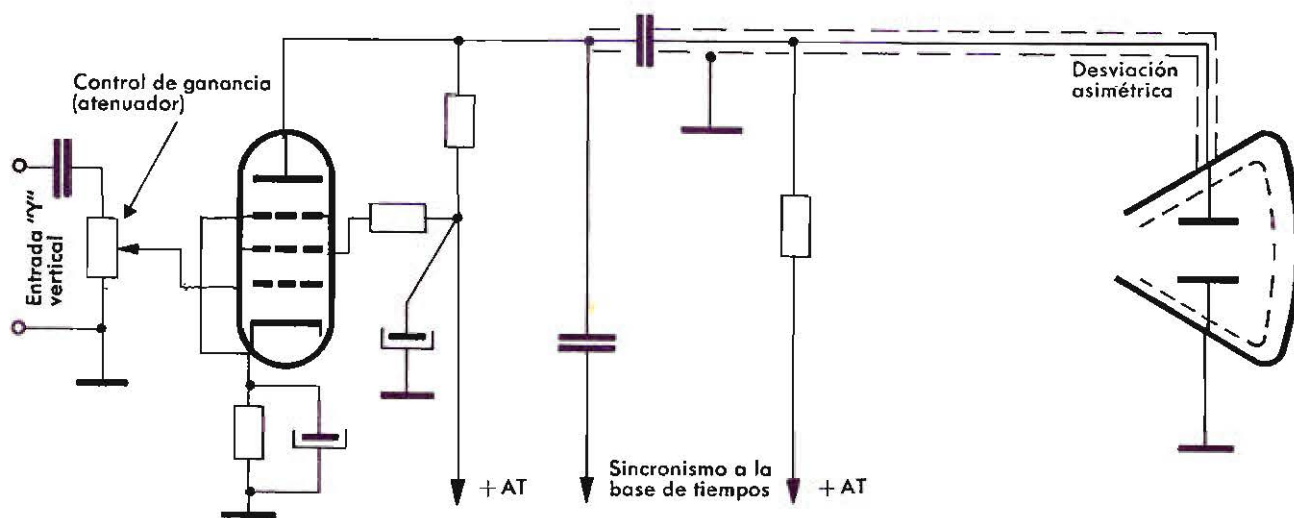 Control de ganancia
(atenuador)
Entrada "Y"
vertical
Desviación
asimétrica
+ AT
Sincronismo a la
base de tiempos
+ AT